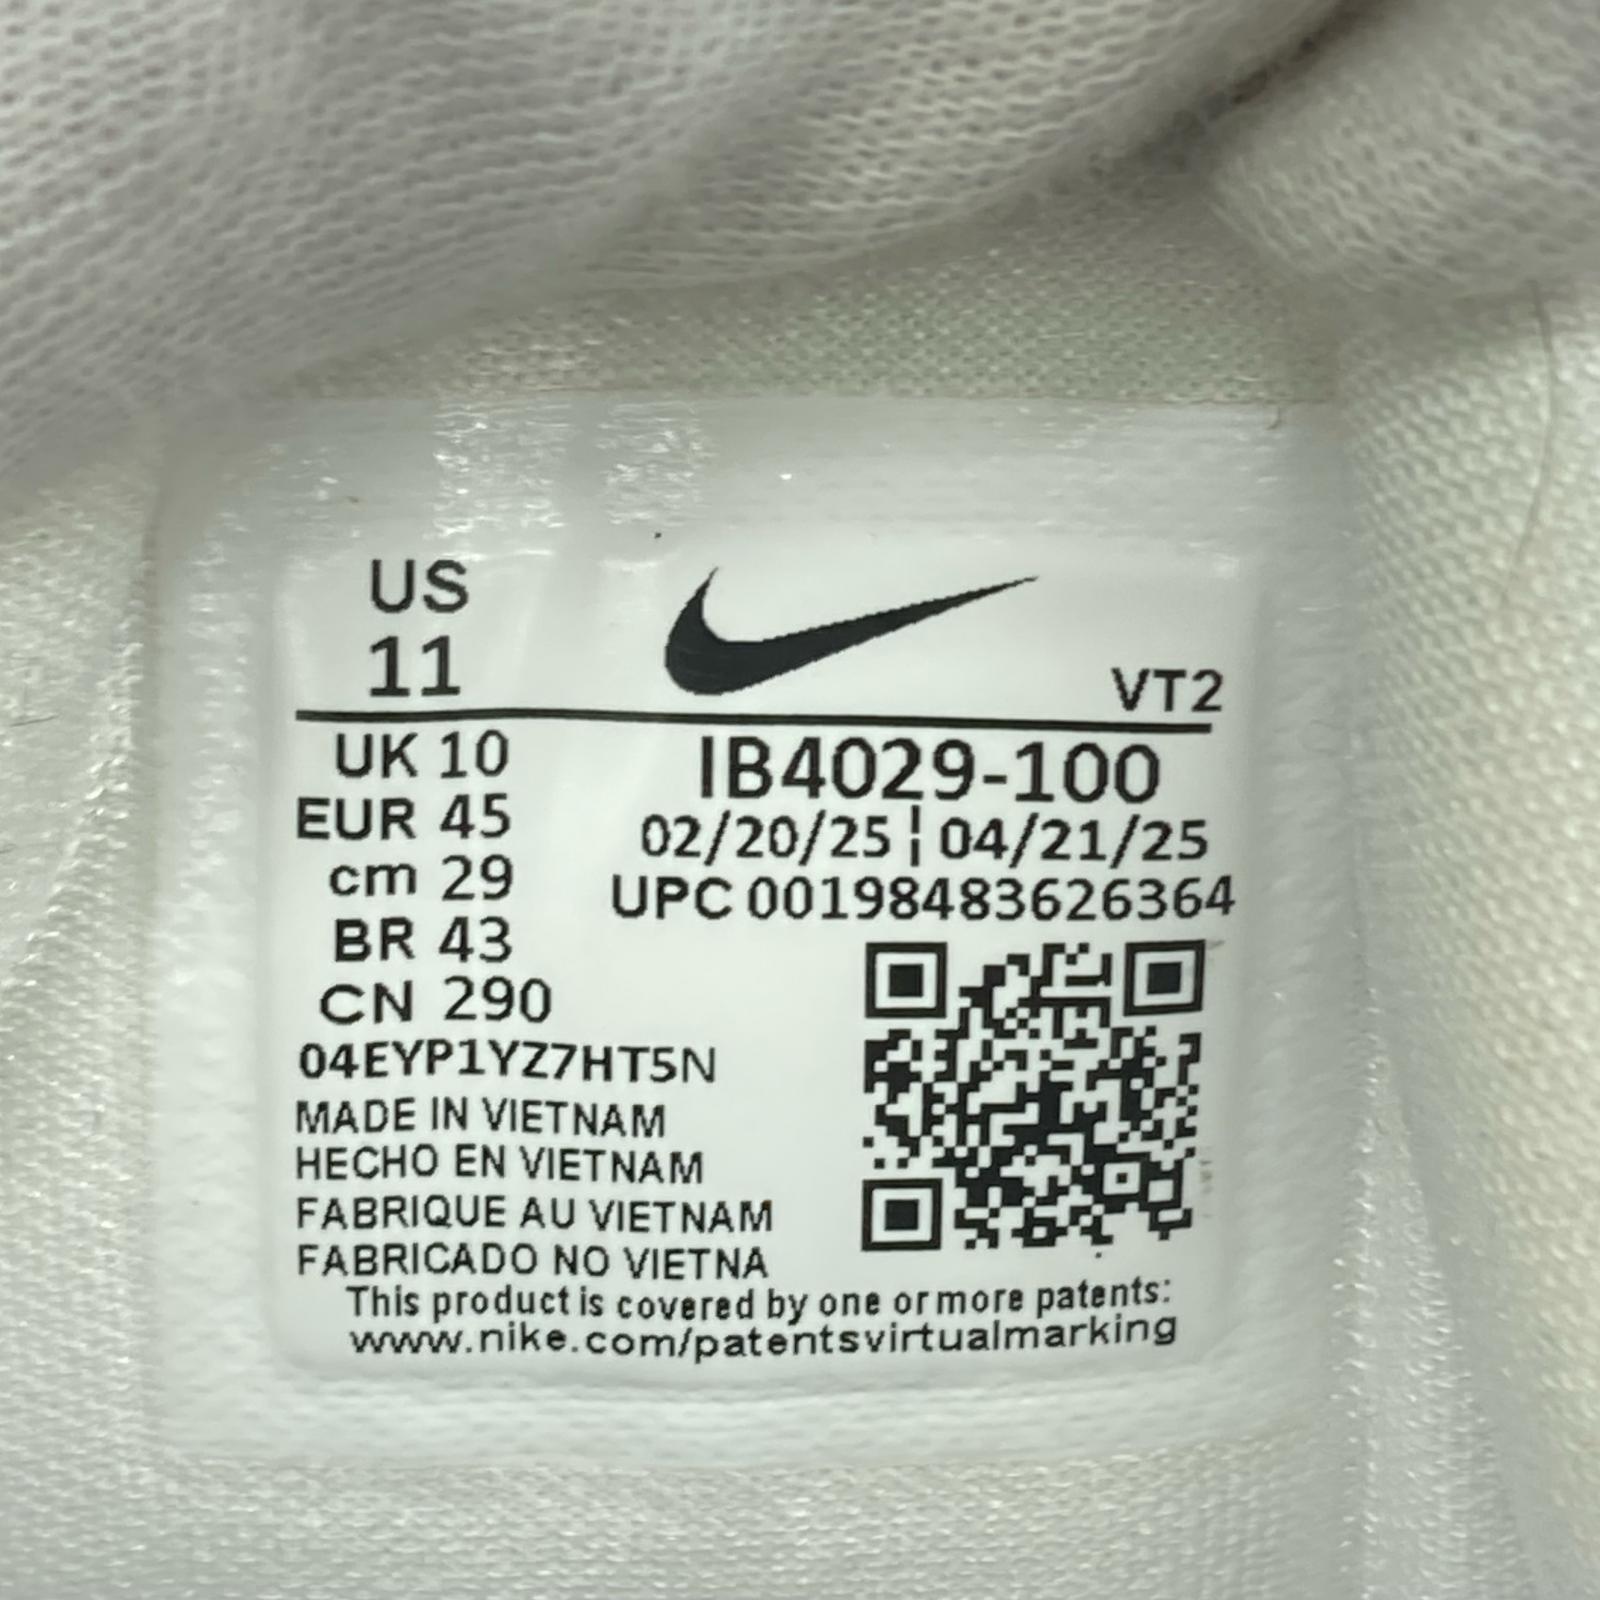 US
11
VT2
UK 10
EUR 45
cm 29
BR 43
CN 290
IB4029-100
02/20/25 ¦ 04/21/25
UPC 00198483626364
04EYP1YZ7HT5N
MADE IN VIETNAM
HECHO EN VIETNAM
FABRIQUE AU VIETNAM
FABRICADO NO VIETNA
This product is covered by one or more patents:
www.nike.com/patentsvirtualmarking